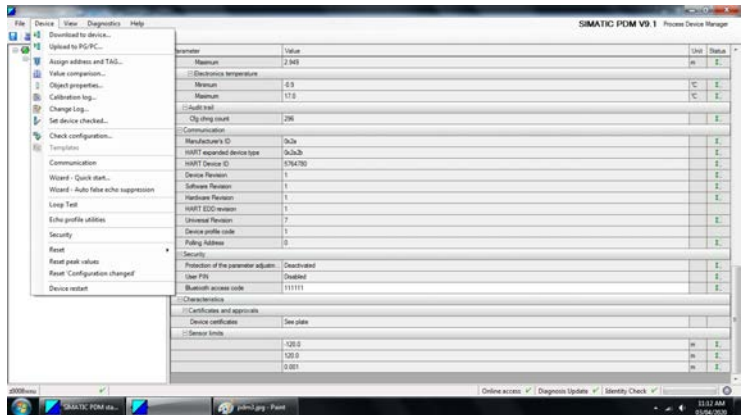 File Device View Diagnostics Help
SIMATIC PDM V9.1 Process Device Manager
Download to device...
Upload to PG/PC...
Assign address and TAG...
Value comparison...
Object properties...
Calibration log...
Change Log...
Set device checked...
Check configuration...
Templates
Communication
Wizard - Quick start...
Wizard - Auto false echo suppression
Loop Test
Echo profile utilities
Security
Reset
Reset peak values
Reset 'Configuration changed'
Device restart
Parameter Value Unit Status
Maximum 2.949 m
Electronics temperature
Minimum -0.9 °C
Maximum 17.0 °C
Audit trail
Cfg chng count 296
Communication
Manufacturer's ID 0x2a
HART expanded device type 0x2a2b
HART Device ID 5764780
Device Revision 1
Software Revision 1
Hardware Revision 1
HART EDD revision 1
Universal Revision 7
Device profile code 1
Polling Address 0
Security
Protection of the parameter adjustm... Deactivated
User PIN Disabled
Bluetooth access code 111111
Characteristics
Certificates and approvals
Device certificates See plate
Sensor limits
-120.0 m
120.0 m
0.001 m
Online access Diagnosis Update Identity Check
SIMATIC PDM sta...
pdm3.jpg - Paint
11:12 AM
03/04/2020